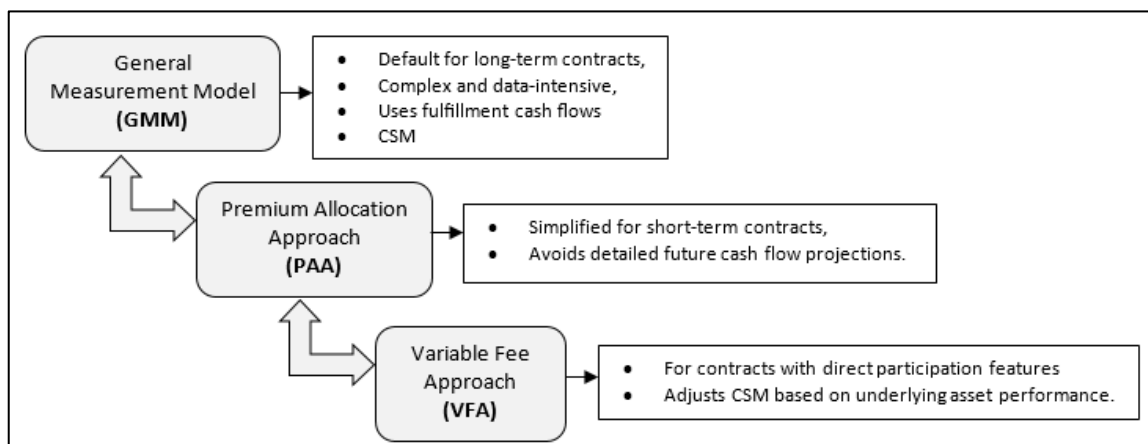 General
Measurement Model
(GMM)
• Default for long-term contracts,
• Complex and data-intensive,
• Uses fulfillment cash flows
• CSM
Premium Allocation
Approach
(PAA)
• Simplified for short-term contracts,
• Avoids detailed future cash flow projections.
Variable Fee
Approach
(VFA)
• For contracts with direct participation features
• Adjusts CSM based on underlying asset performance.